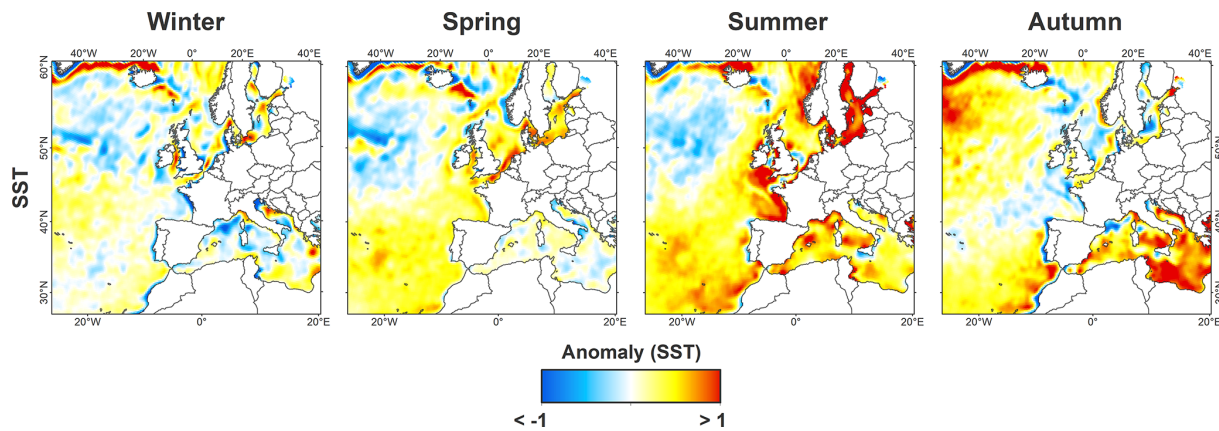 Winter Spring Summer Autumn
40°W 20°W 0° 20°E 40°E 40°W 20°W 0° 20°E 40°E 40°W 20°W 0° 20°E 40°E 40°W 20°W 0° 20°E 40°E
60°N
50°N 50°N
SST
40°N 40°N
30°N
20°W 0° 20°E 20°W 0° 20°E 20°W 0° 20°E 20°W 0° 20°E
Anomaly (SST)
< -1 > 1